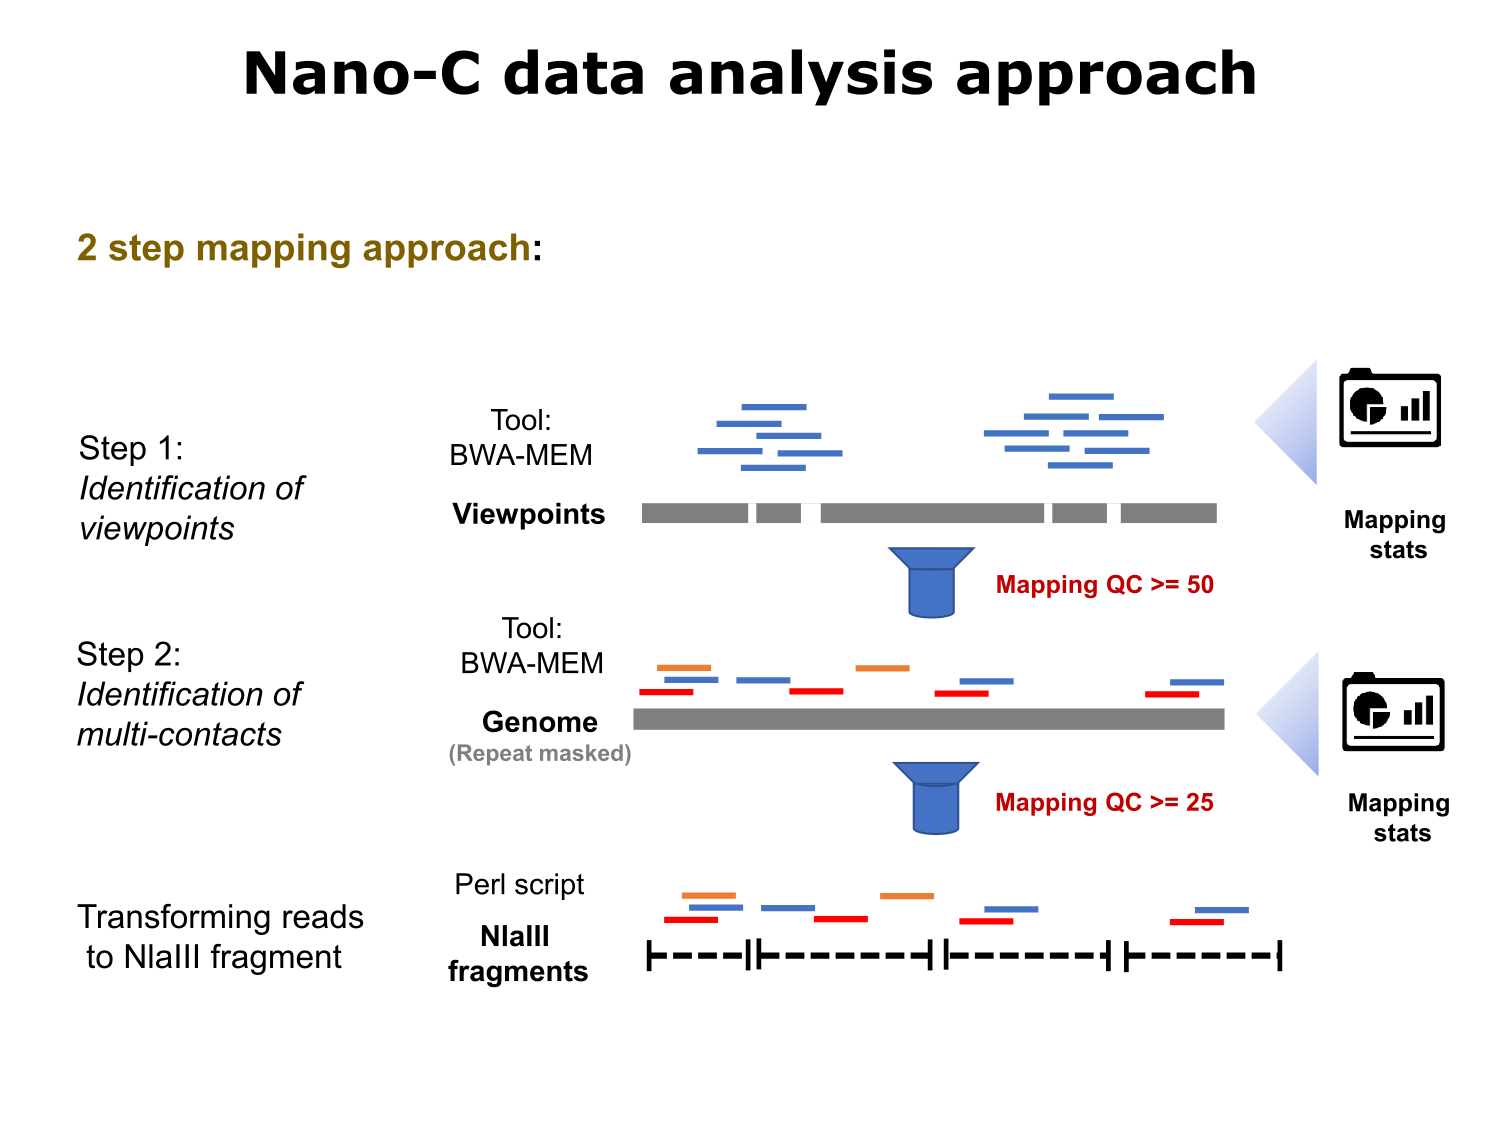 Nano-C data analysis approach
2 step mapping approach:
Step 1:
Identification of
viewpoints
Tool:
BWA-MEM
Viewpoints
Mapping
stats
Mapping QC >= 50
Step 2:
Identification of
multi-contacts
Tool:
BWA-MEM
Genome
(Repeat masked)
Mapping
stats
Mapping QC >= 25
Transforming reads
to NlaIII fragment
Perl script
NlaIII
fragments